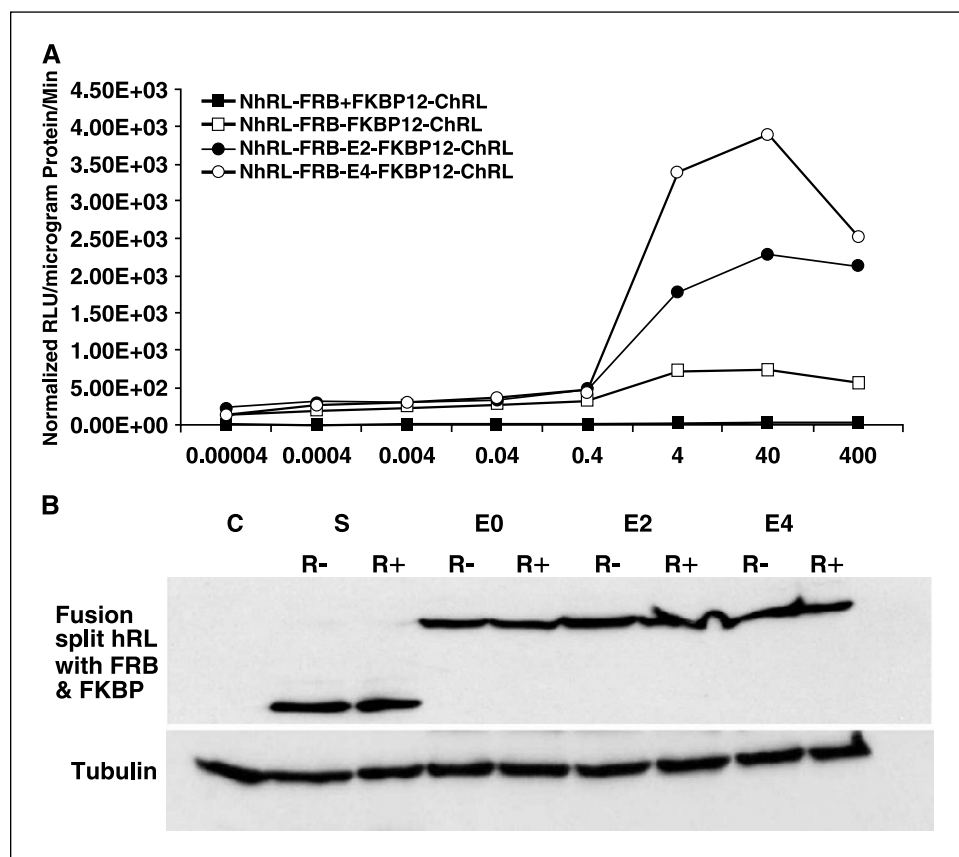 A
Normalized RLU/microgram Protein/Min
4.50E+03
4.00E+03
3.50E+03
3.00E+03
2.50E+03
2.00E+03
1.50E+03
1.00E+03
5.00E+02
0.00E+00
NhRL-FRB+FKBP12-ChRL
NhRL-FRB-FKBP12-ChRL
NhRL-FRB-E2-FKBP12-ChRL
NhRL-FRB-E4-FKBP12-ChRL
0.00004 0.0004 0.004 0.04 0.4 4 40 400
B
C S E0 E2 E4
R- R+ R- R+ R- R+ R- R+
Fusion
split hRL
with FRB
& FKBP
Tubulin